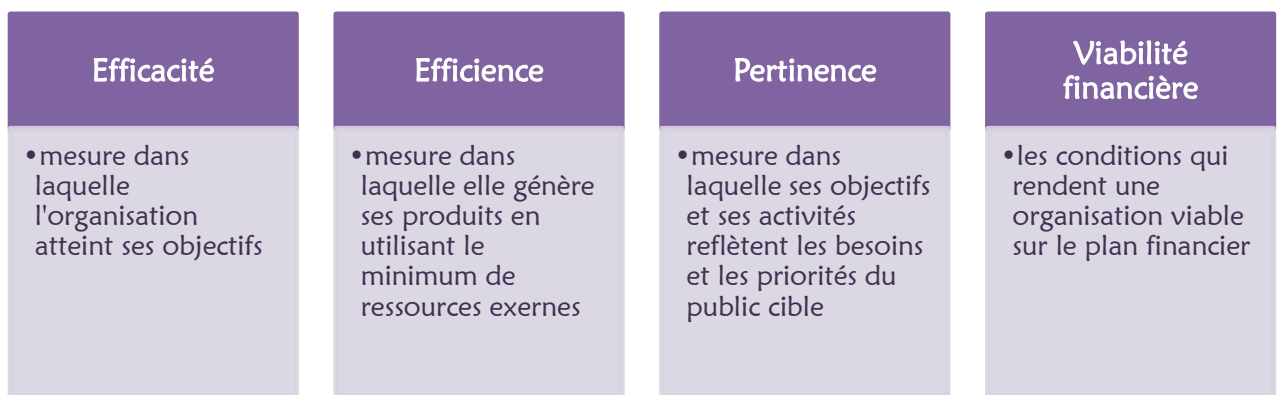 Efficacité
•mesure dans
laquelle
l'organisation
atteint ses objectifs
Efficience
•mesure dans
laquelle elle génère
ses produits en
utilisant le
minimum de
ressources exernes
Pertinence
•mesure dans
laquelle ses objectifs
et ses activités
reflètent les besoins
et les priorités du
public cible
Viabilité
financière
•les conditions qui
rendent une
organisation viable
sur le plan financier